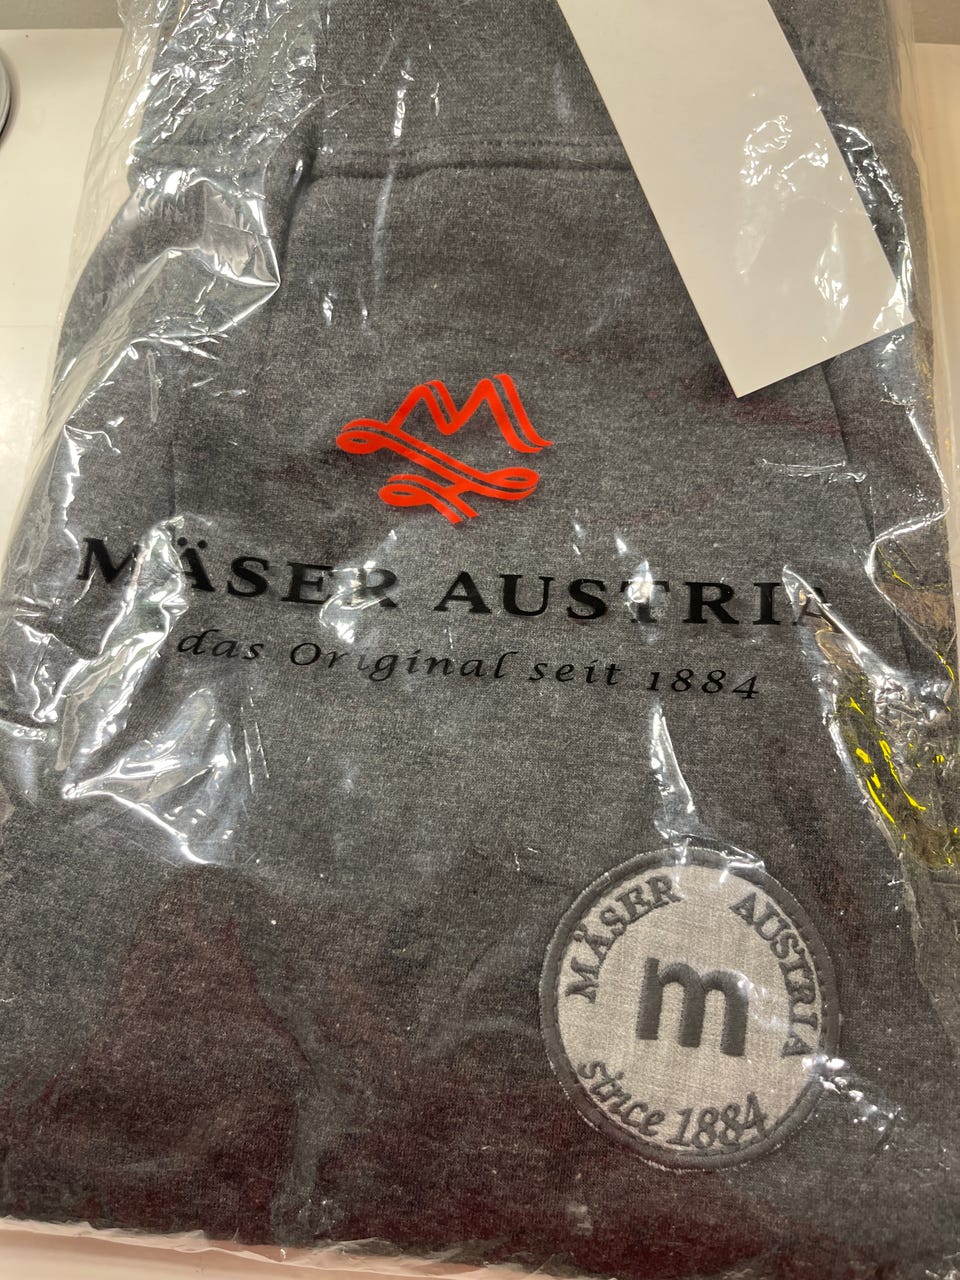 MÄSER AUSTRIA
das Original seit 1884
MÄSER AUSTRIA
m
since 1884